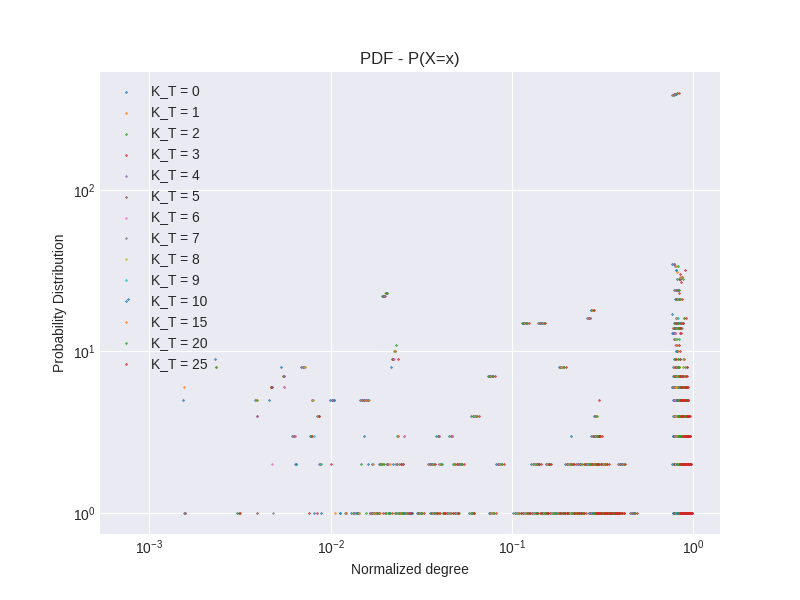 PDF - P(X=x)
Probability Distribution
10²
10¹
10⁰
K_T = 0
K_T = 1
K_T = 2
K_T = 3
K_T = 4
K_T = 5
K_T = 6
K_T = 7
K_T = 8
K_T = 9
K_T = 10
K_T = 15
K_T = 20
K_T = 25
10⁻³ 10⁻² 10⁻¹ 10⁰
Normalized degree